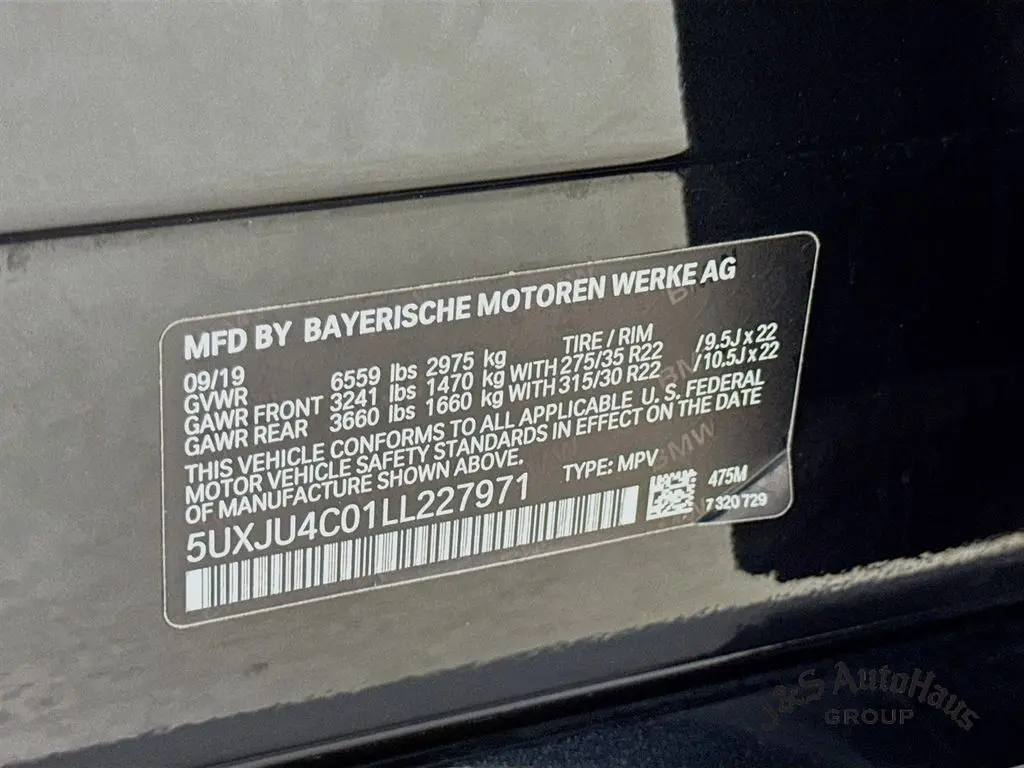 MFD BY BAYERISCHE MOTOREN WERKE AG
09/19 TIRE / RIM
GVWR 6559 lbs 2975 kg
GAWR FRONT 3241 lbs 1470 kg WITH 275/35 R22 /9.5J x 22
GAWR REAR 3660 lbs 1660 kg WITH 315/30 R22 /10.5J x 22
THIS VEHICLE CONFORMS TO ALL APPLICABLE U.S. FEDERAL
MOTOR VEHICLE SAFETY STANDARDS IN EFFECT ON THE DATE
OF MANUFACTURE SHOWN ABOVE.
TYPE: MPV 475M
5UXJU4C01LL227971
7 320 729
BMW
J&S AutoHaus
GROUP